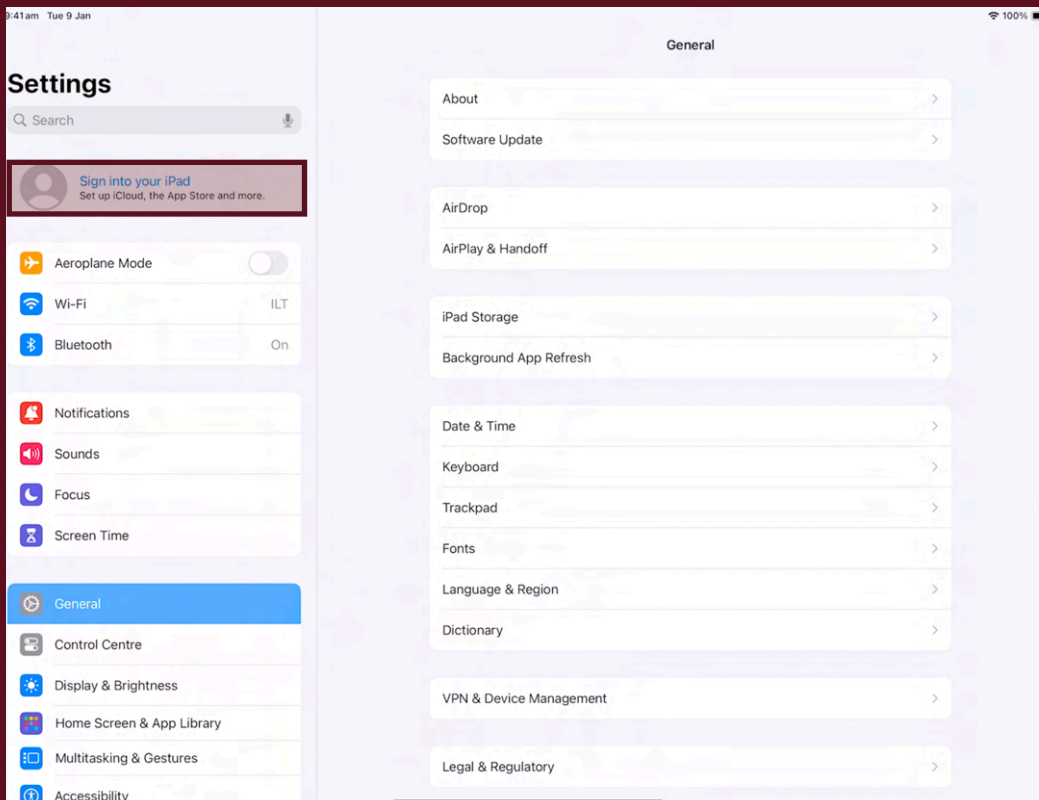 9:41 am Tue 9 Jan
100%
Settings
Search
Sign into your iPad
Set up iCloud, the App Store and more.
Aeroplane Mode
Wi-Fi ILT
Bluetooth On
Notifications
Sounds
Focus
Screen Time
General
Control Centre
Display & Brightness
Home Screen & App Library
Multitasking & Gestures
Accessibility
General
About
Software Update
AirDrop
AirPlay & Handoff
iPad Storage
Background App Refresh
Date & Time
Keyboard
Trackpad
Fonts
Language & Region
Dictionary
VPN & Device Management
Legal & Regulatory